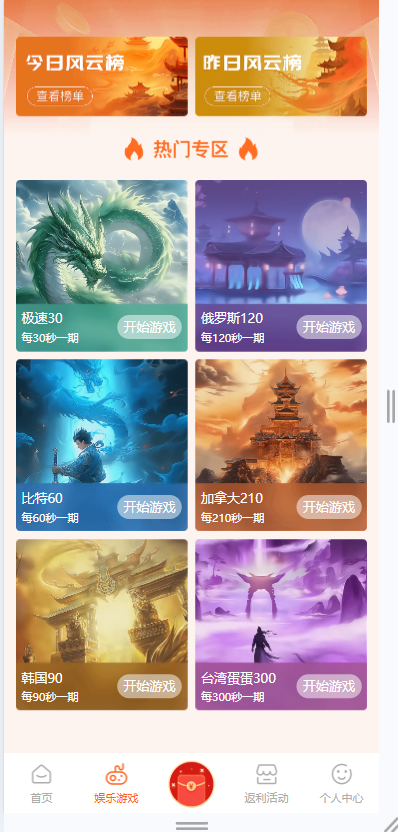 今日风云榜
昨日风云榜
查看榜单
查看榜单
热门专区
极速30
每30秒一期
开始游戏
俄罗斯120
每120秒一期
开始游戏
比特60
每60秒一期
开始游戏
加拿大210
每210秒一期
开始游戏
韩国90
每90秒一期
开始游戏
台湾蛋蛋300
每300秒一期
开始游戏
首页
娱乐游戏
返利活动
个人中心